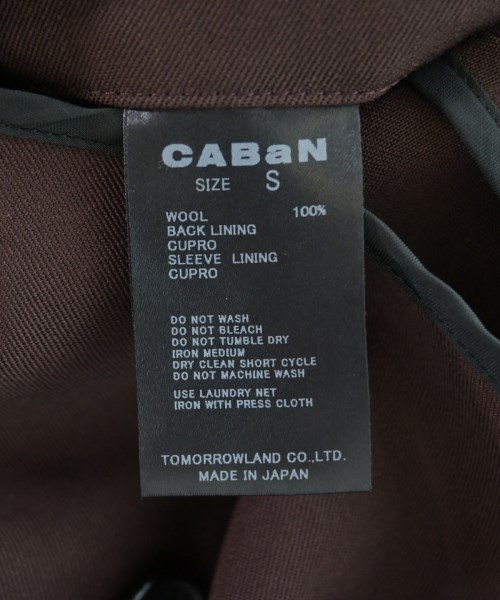 CABaN
SIZE S
WOOL 100%
BACK LINING
CUPRO
SLEEVE LINING
CUPRO
DO NOT WASH
DO NOT BLEACH
DO NOT TUMBLE DRY
IRON MEDIUM
DRY CLEAN SHORT CYCLE
DO NOT MACHINE WASH
USE LAUNDRY NET
IRON WITH PRESS CLOTH
TOMORROWLAND CO.,LTD.
MADE IN JAPAN